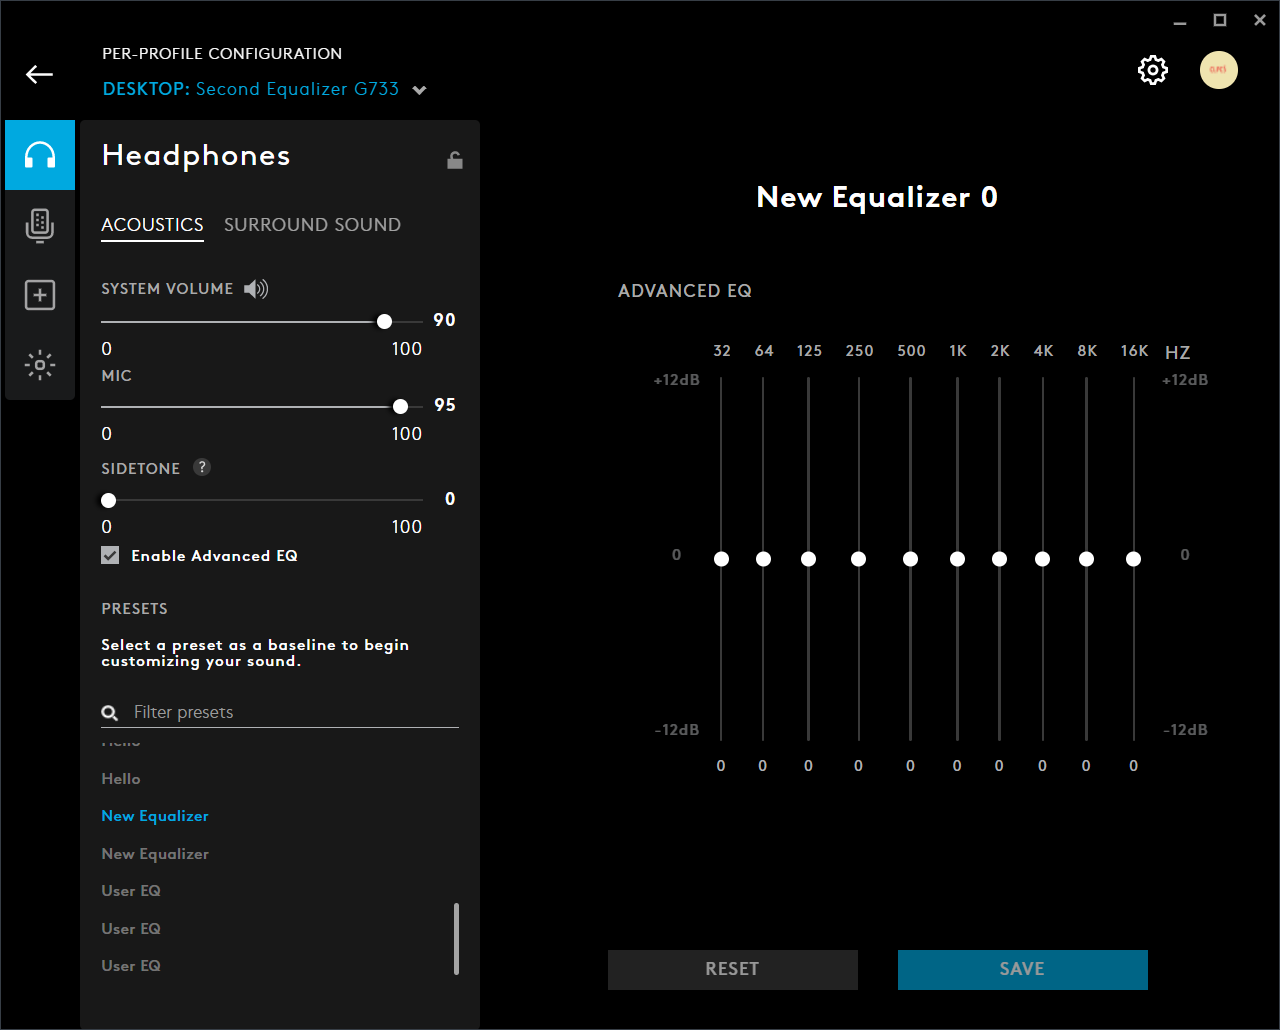 PER-PROFILE CONFIGURATION
DESKTOP: Second Equalizer G733
Headphones
ACOUSTICS SURROUND SOUND
SYSTEM VOLUME
90
0 100
MIC
95
0 100
SIDETONE ?
0
0 100
Enable Advanced EQ
PRESETS
Select a preset as a baseline to begin
customizing your sound.
Filter presets
Hello
Hello
New Equalizer
New Equalizer
User EQ
User EQ
User EQ
New Equalizer 0
ADVANCED EQ
32 64 125 250 500 1K 2K 4K 8K 16K HZ
+12dB +12dB
0 0
-12dB -12dB
0 0 0 0 0 0 0 0 0 0
RESET SAVE